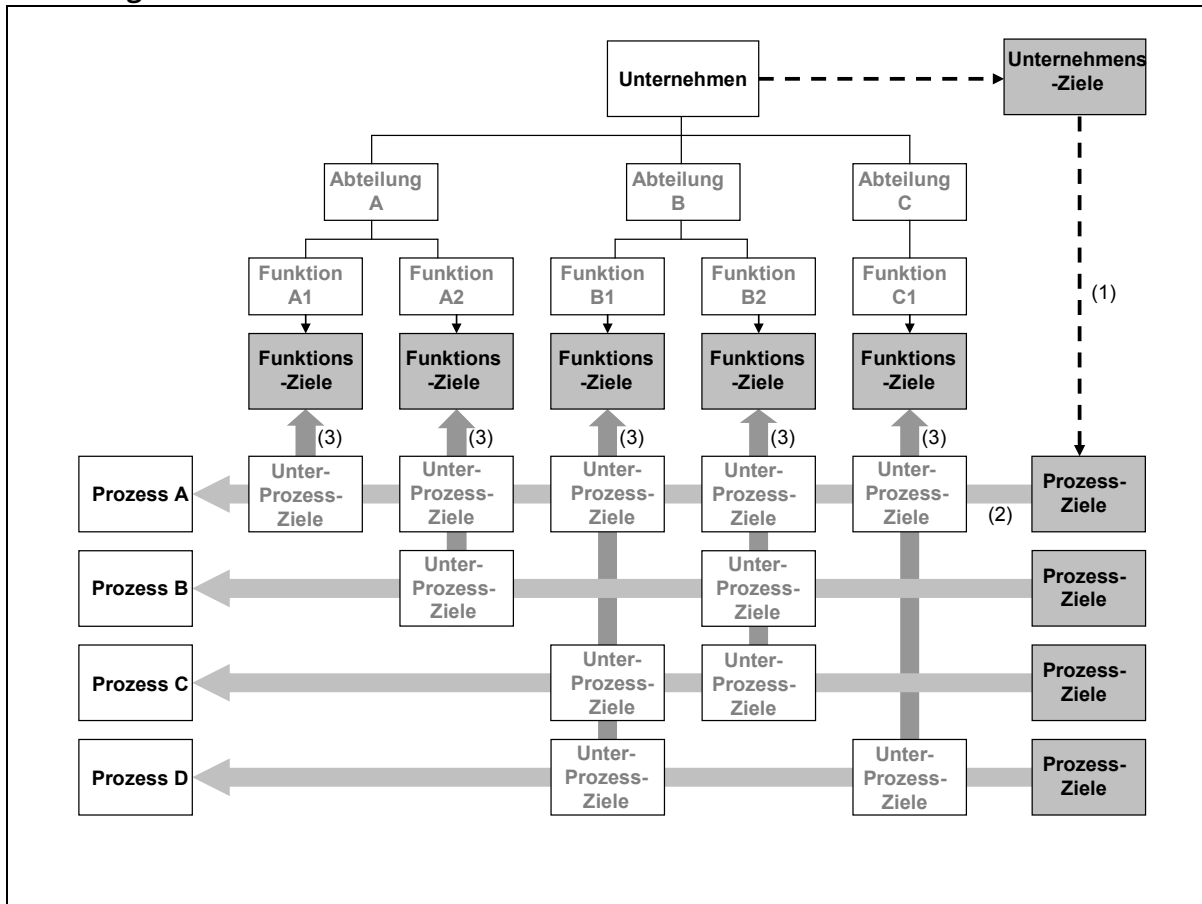 Unternehmen
Unternehmens
-Ziele
Abteilung
A
Abteilung
B
Abteilung
C
Funktion
A1
Funktion
A2
Funktion
B1
Funktion
B2
Funktion
C1
(1)
Funktions
-Ziele
Funktions
-Ziele
Funktions
-Ziele
Funktions
-Ziele
Funktions
-Ziele
(3)
(3)
(3)
(3)
(3)
Prozess A
Unter-
Prozess-
Ziele
Unter-
Prozess-
Ziele
Unter-
Prozess-
Ziele
Unter-
Prozess-
Ziele
Unter-
Prozess-
Ziele
(2)
Prozess-
Ziele
Prozess B
Unter-
Prozess-
Ziele
Unter-
Prozess-
Ziele
Prozess-
Ziele
Prozess C
Unter-
Prozess-
Ziele
Unter-
Prozess-
Ziele
Prozess-
Ziele
Prozess D
Unter-
Prozess-
Ziele
Unter-
Prozess-
Ziele
Prozess-
Ziele